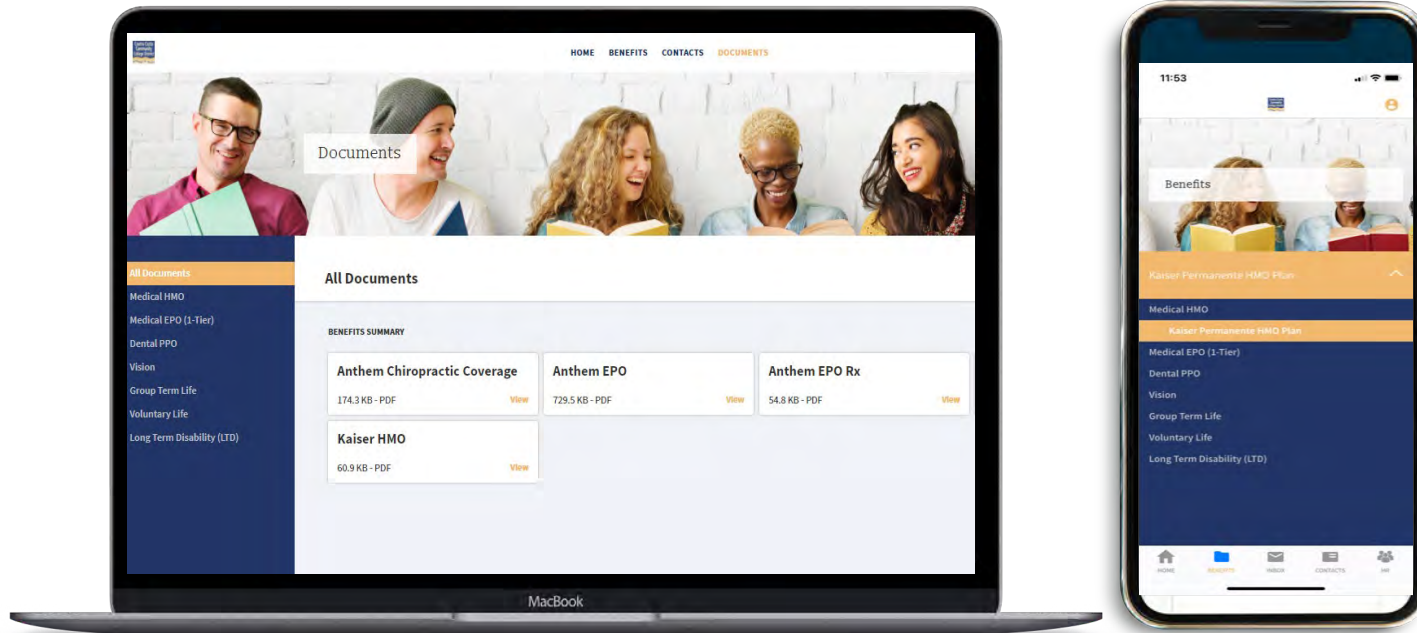 HOME BENEFITS CONTACTS DOCUMENTS
Documents
All Documents
Medical HMO
Medical EPO (1-Tier)
Dental PPO
Vision
Group Term Life
Voluntary Life
Long Term Disability (LTD)
All Documents
BENEFITS SUMMARY
Anthem Chiropractic Coverage
174.3 KB - PDF View
Anthem EPO
729.5 KB - PDF View
Anthem EPO Rx
54.8 KB - PDF View
Kaiser HMO
60.9 KB - PDF View
MacBook
11:53
Benefits
Kaiser Permanente HMO Plan
Medical HMO
Kaiser Permanente HMO Plan
Medical EPO (1-Tier)
Dental PPO
Vision
Group Term Life
Voluntary Life
Long Term Disability (LTD)
HOME BENEFITS INBOX CONTACTS HR